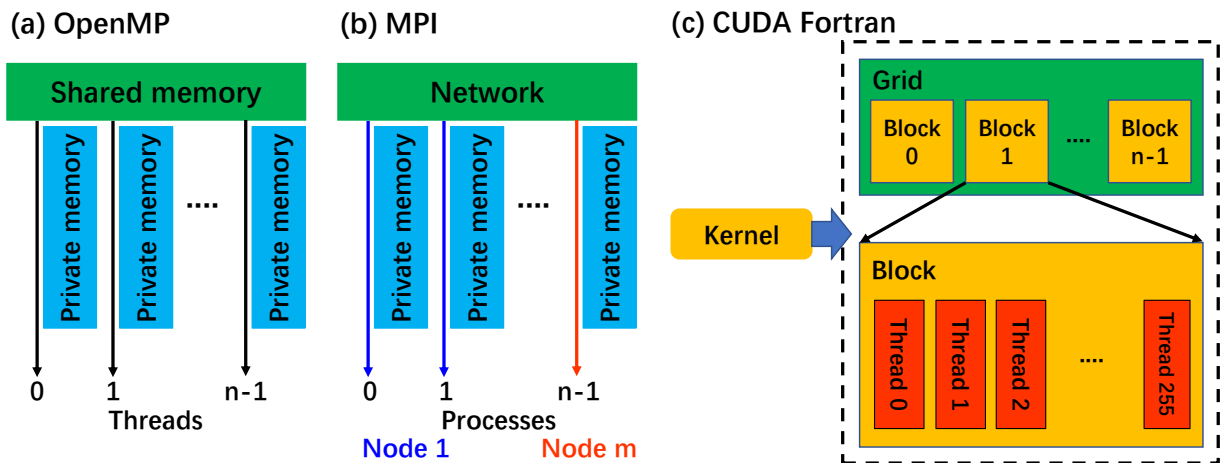 (a) OpenMP
Shared memory
Private memory
Private memory
....
Private memory
0
1
n-1
Threads
(b) MPI
Network
Private memory
Private memory
....
Private memory
0
1
n-1
Processes
Node 1
Node m
(c) CUDA Fortran
Grid
Block
0
Block
1
....
Block
n-1
Kernel
Block
Thread 0
Thread 1
Thread 2
....
Thread 255